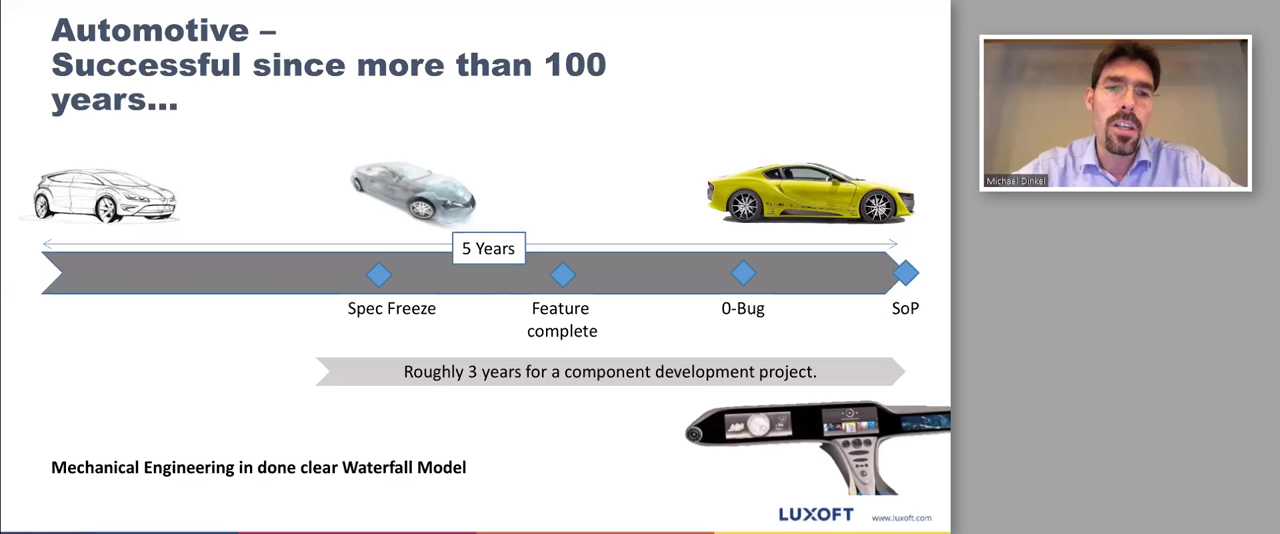 Automotive –
Successful since more than 100
years...
Michael Dinkel
5 Years
Spec Freeze
Feature
complete
0-Bug
SoP
Roughly 3 years for a component development project.
Mechanical Engineering in done clear Waterfall Model
LUXOFT
www.luxoft.com